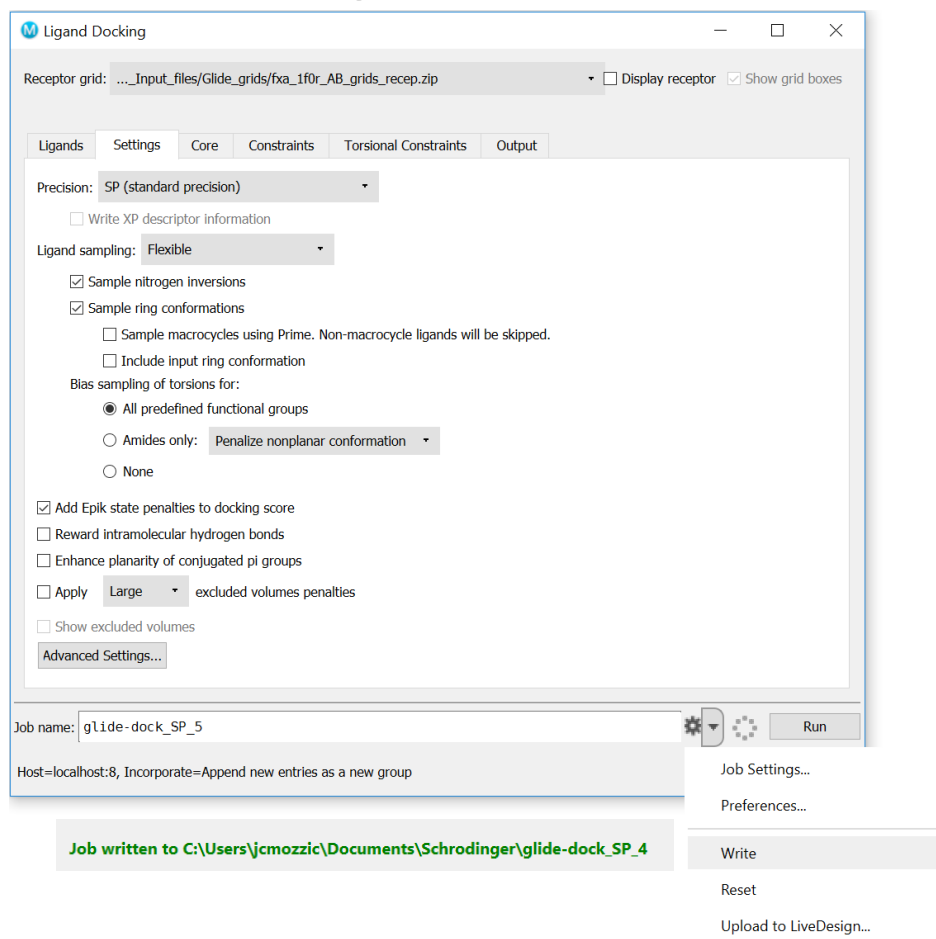 Ligand Docking
Receptor grid: ..._Input_files/Glide_grids/fxa_1f0r_AB_grids_recep.zip Display receptor Show grid boxes
Ligands Settings Core Constraints Torsional Constraints Output
Precision: SP (standard precision)
Write XP descriptor information
Ligand sampling: Flexible
Sample nitrogen inversions
Sample ring conformations
Sample macrocycles using Prime. Non-macrocycle ligands will be skipped.
Include input ring conformation
Bias sampling of torsions for:
All predefined functional groups
Amides only: Penalize nonplanar conformation
None
Add Epik state penalties to docking score
Reward intramolecular hydrogen bonds
Enhance planarity of conjugated pi groups
Apply Large excluded volumes penalties
Show excluded volumes
Advanced Settings...
Job name: glide-dock_SP_5 Run
Host=localhost:8, Incorporate=Append new entries as a new group
Job Settings...
Preferences...
Write
Reset
Upload to LiveDesign...
Job written to C:\Users\jcmozzic\Documents\Schrodinger\glide-dock_SP_4